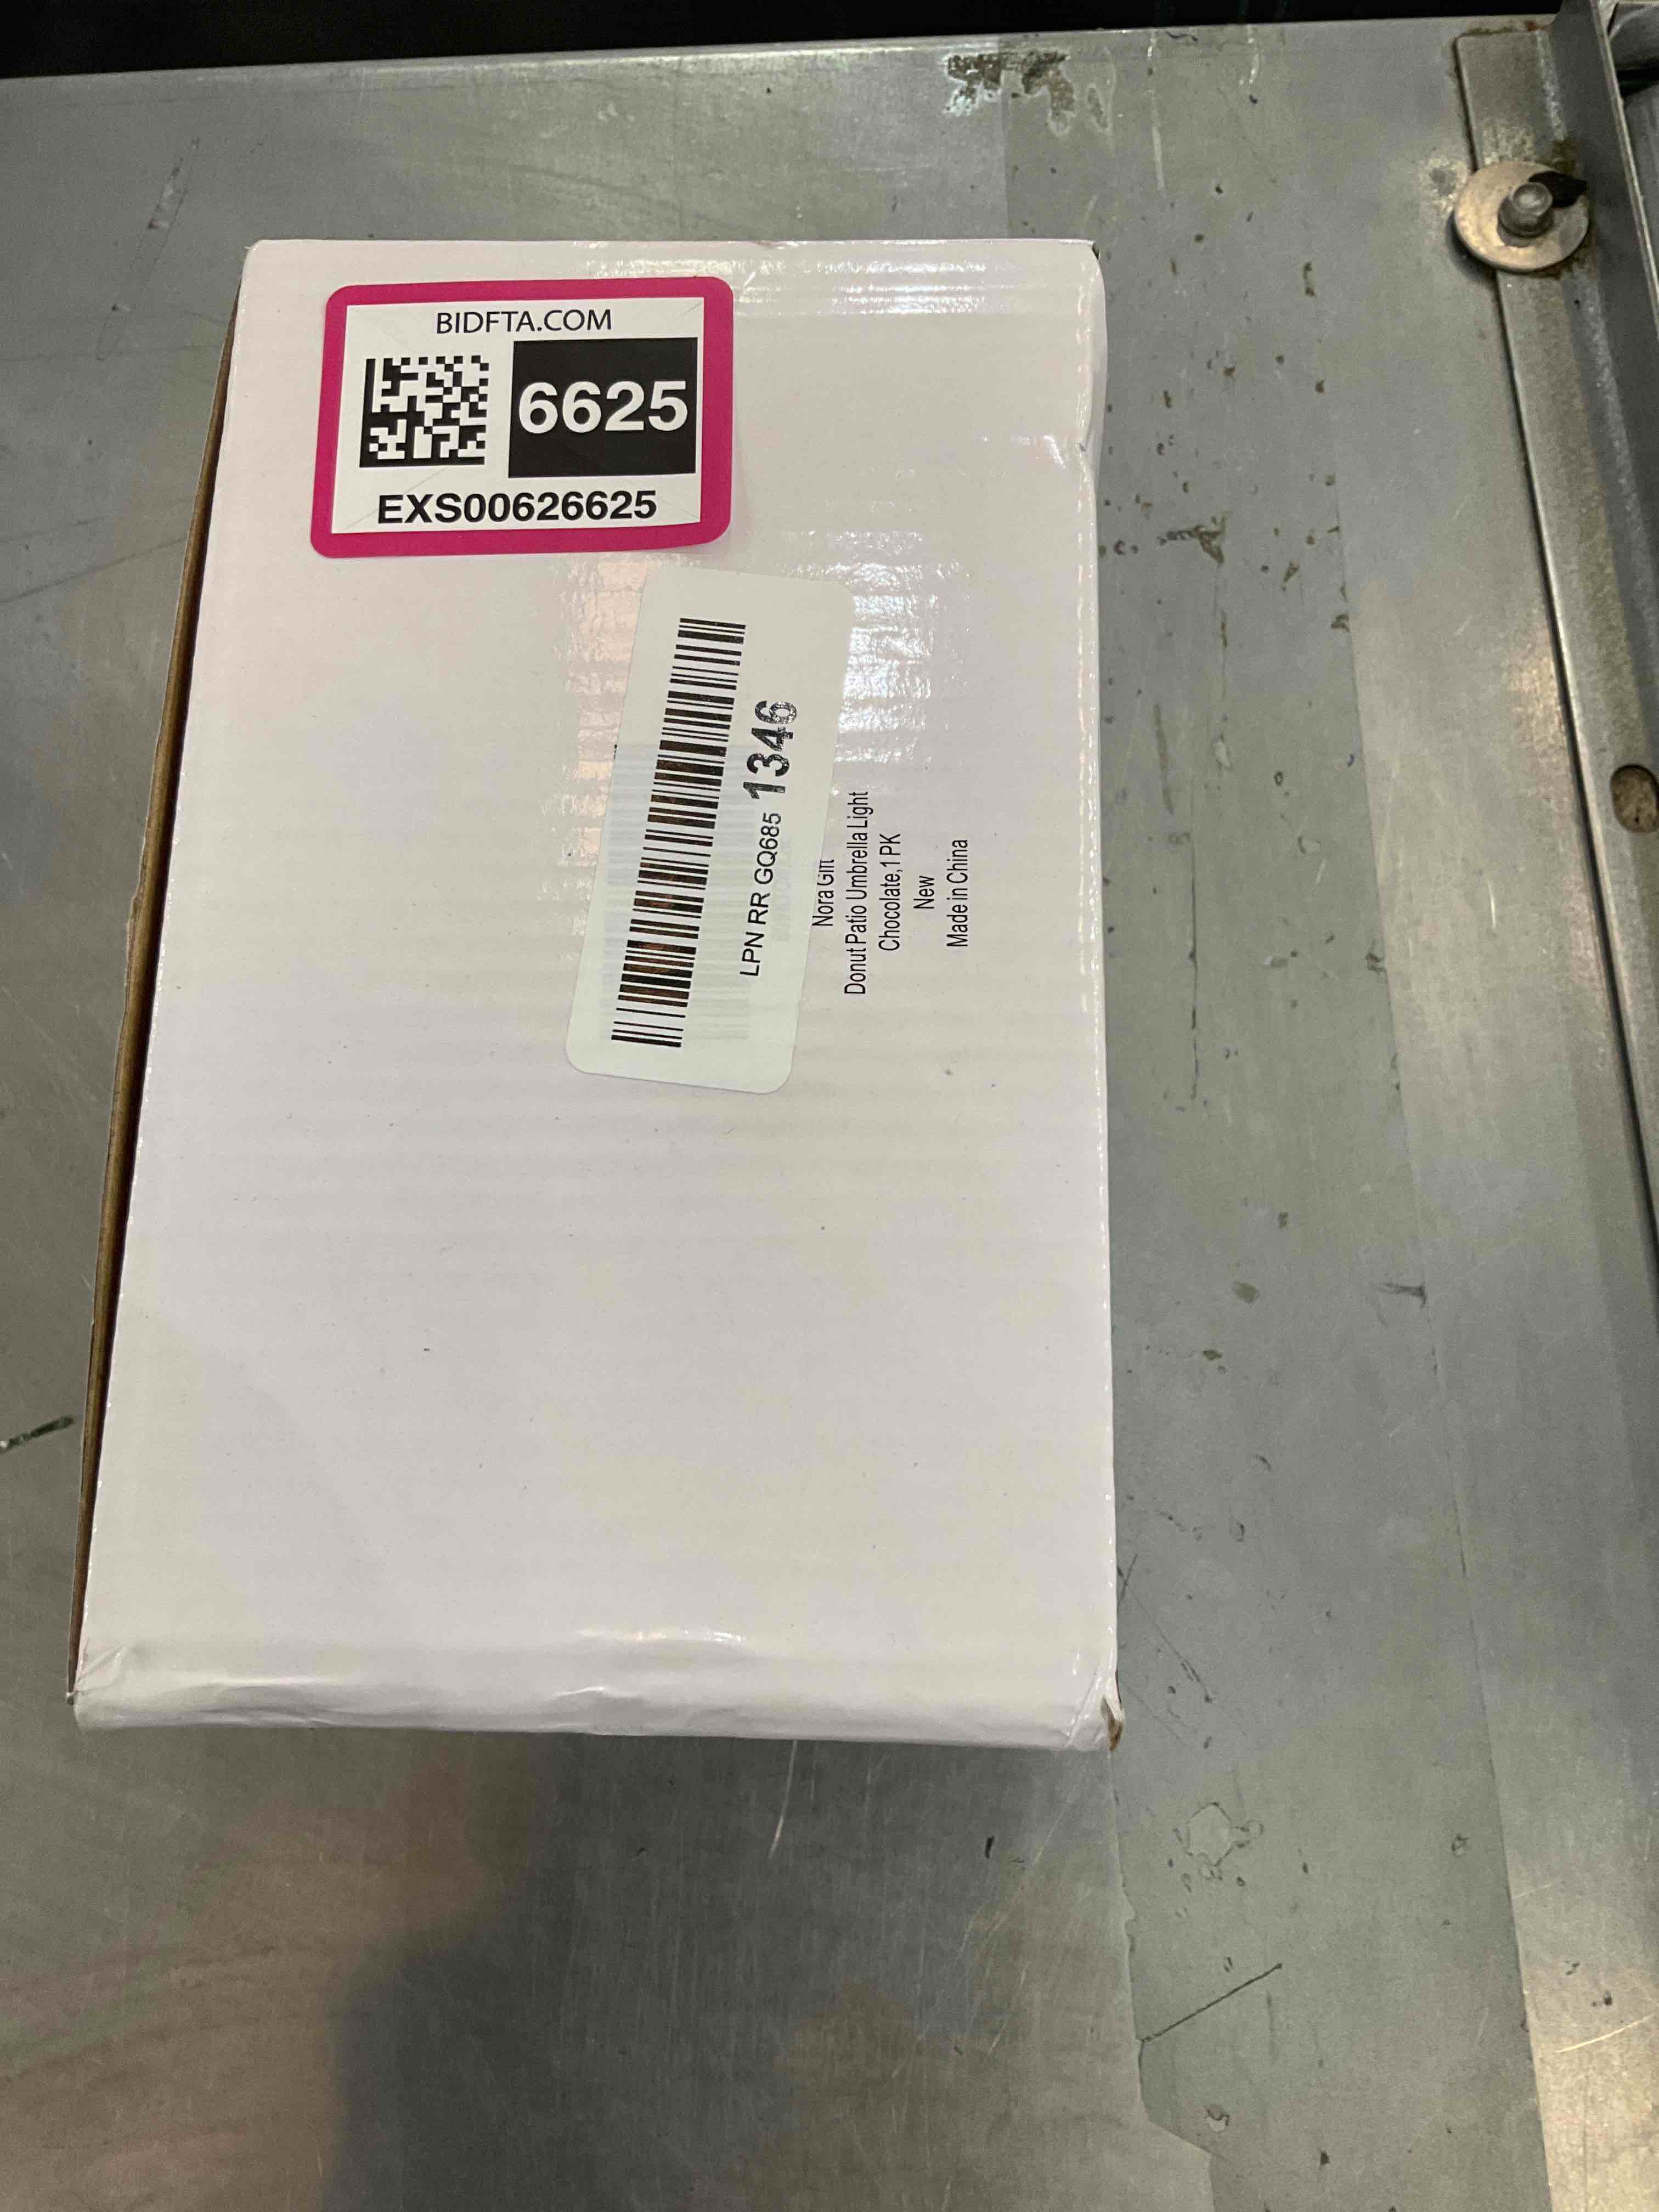 BIDFTA.COM
6625
EXS00626625
LPN RR GQ685 1346
Nora Gift
Donut Patio Umbrella Light
Chocolate, 1 PK
New
Made in China